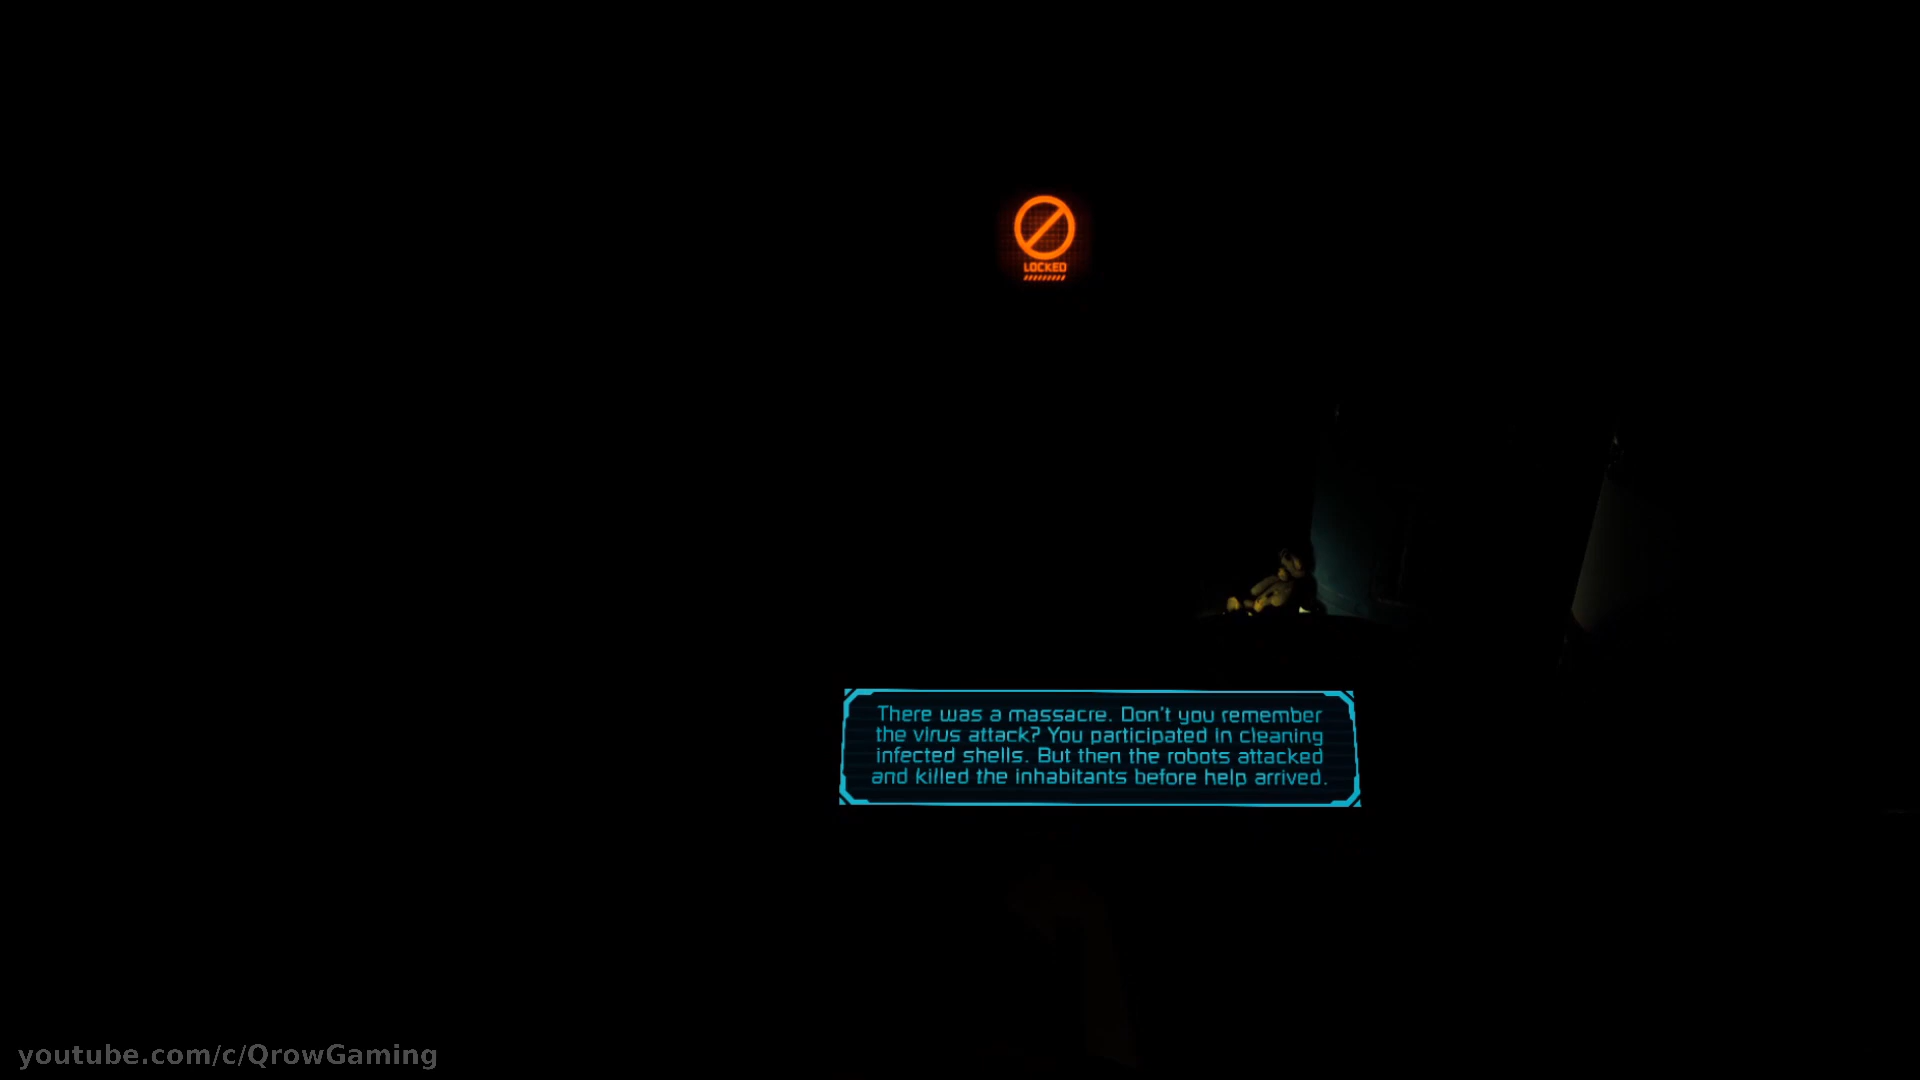 LOCKED
There was a massacre. Don't you remember
the virus attack? You participated in cleaning
infected shells. But then the robots attacked
and killed the inhabitants before help arrived.
youtube.com/c/QrowGaming